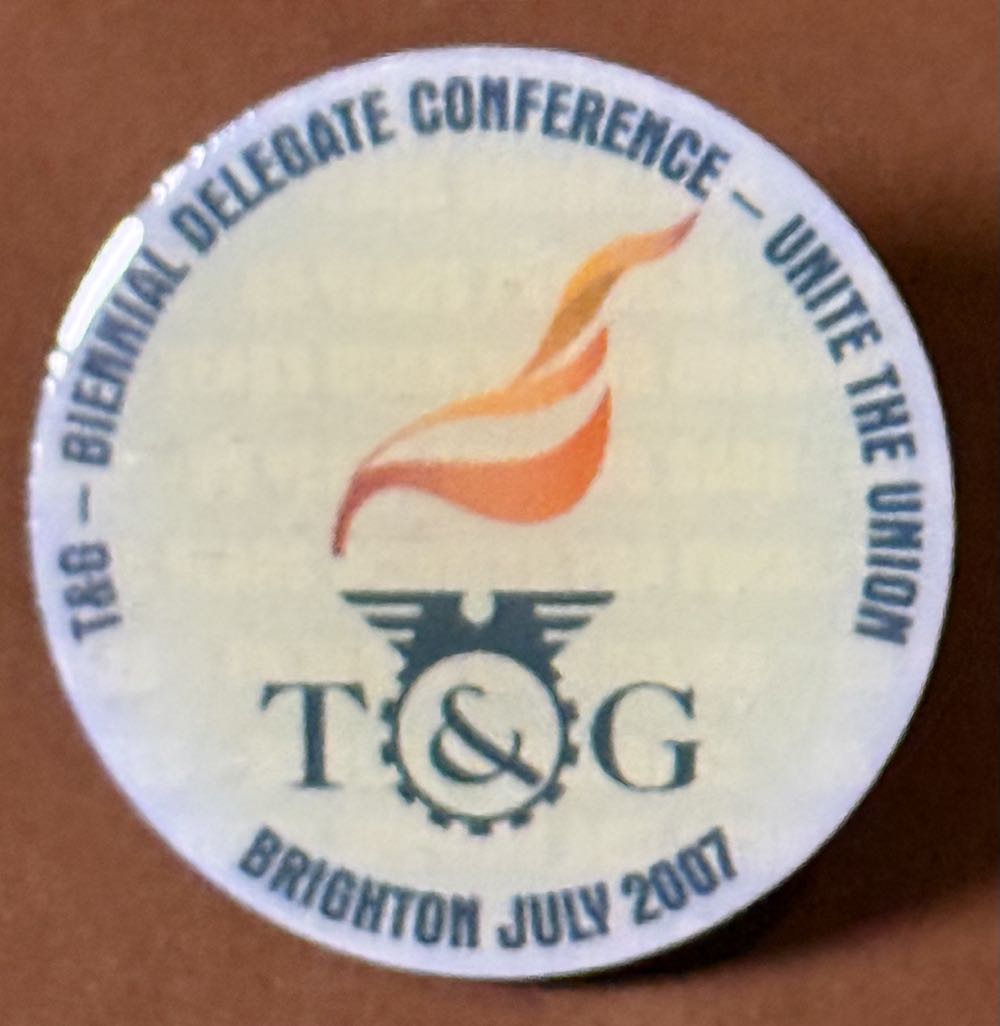 T&G – BIENNIAL DELEGATE CONFERENCE – UNITE THE UNION
T&G
BRIGHTON JULY 2007